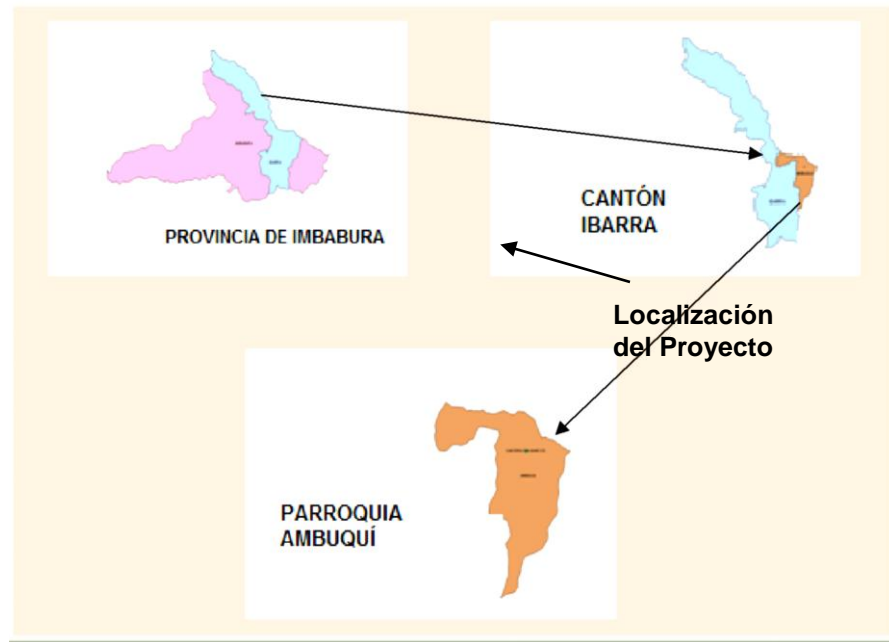 PROVINCIA DE IMBABURA
CANTÓN
IBARRA
Localización
del Proyecto
PARROQUIA
AMBUQUÍ